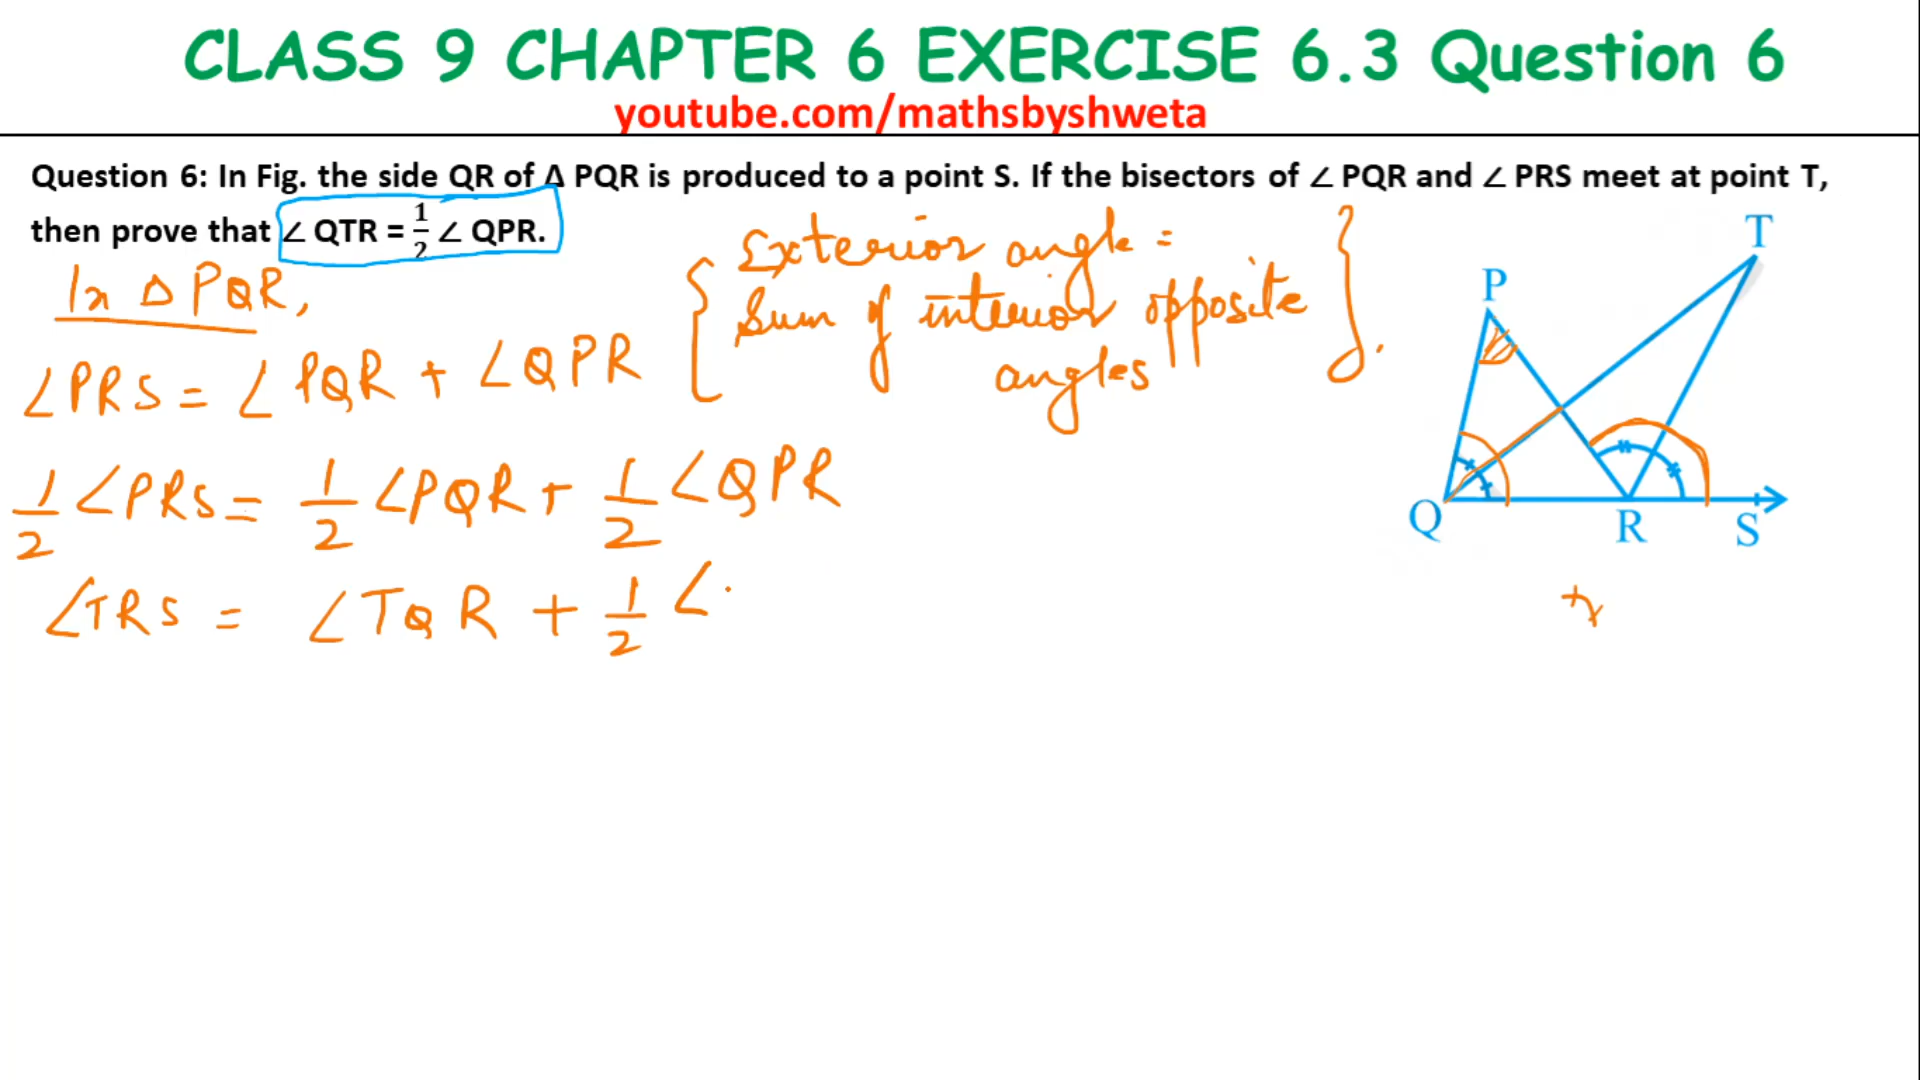 CLASS 9 CHAPTER 6 EXERCISE 6.3 Question 6
youtube.com/mathsbyshweta
Question 6: In Fig. the side QR of Δ PQR is produced to a point S. If the bisectors of ∠ PQR and ∠ PRS meet at point T,
then prove that ∠ QTR = 1/2 ∠ QPR.
In Δ PQR,
∠PRS = ∠PQR + ∠QPR
{ Exterior angle =
Sum of interior opposite
angles }.
1/2 ∠PRS = 1/2 ∠PQR + 1/2 ∠QPR
∠TRS = ∠TQR + 1/2 ∠
T
P
Q
R
S